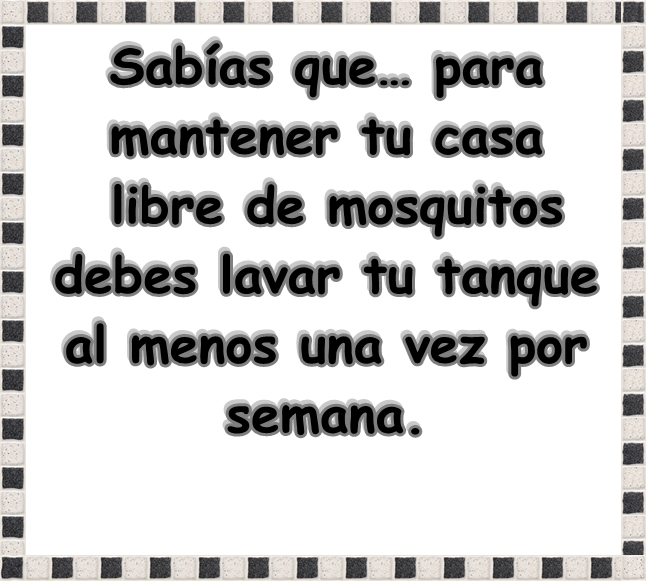 Sabías que... para
mantener tu casa
libre de mosquitos
debes lavar tu tanque
al menos una vez por
semana.